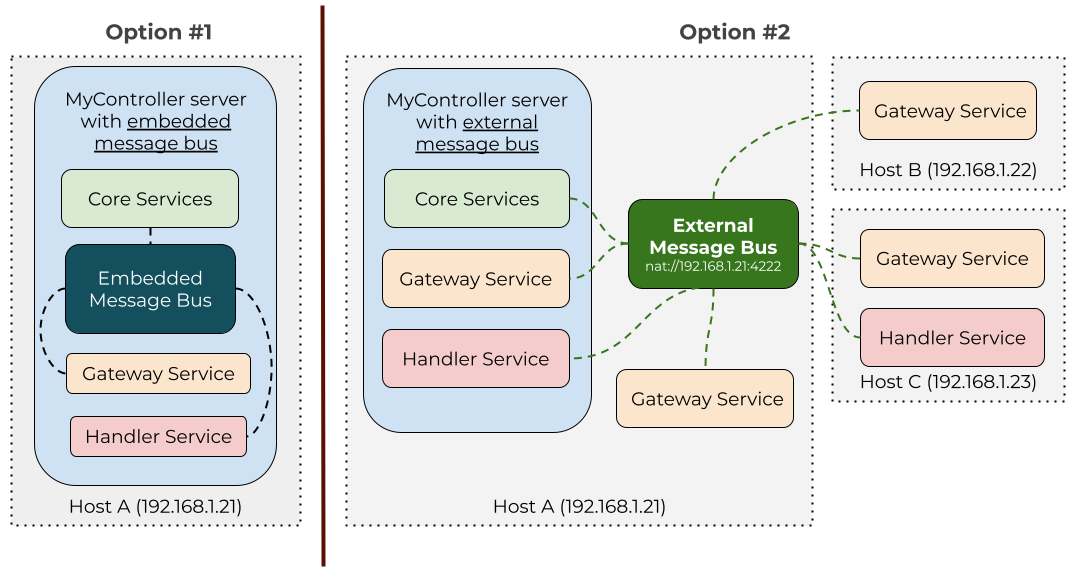 Option #1
MyController server
with embedded
message bus
Core Services
Embedded
Message Bus
Gateway Service
Handler Service
Host A (192.168.1.21)
Option #2
MyController server
with external
message bus
Core Services
Gateway Service
Handler Service
External
Message Bus
nat://192.168.1.21:4222
Gateway Service
Host A (192.168.1.21)
Gateway Service
Host B (192.168.1.22)
Gateway Service
Handler Service
Host C (192.168.1.23)